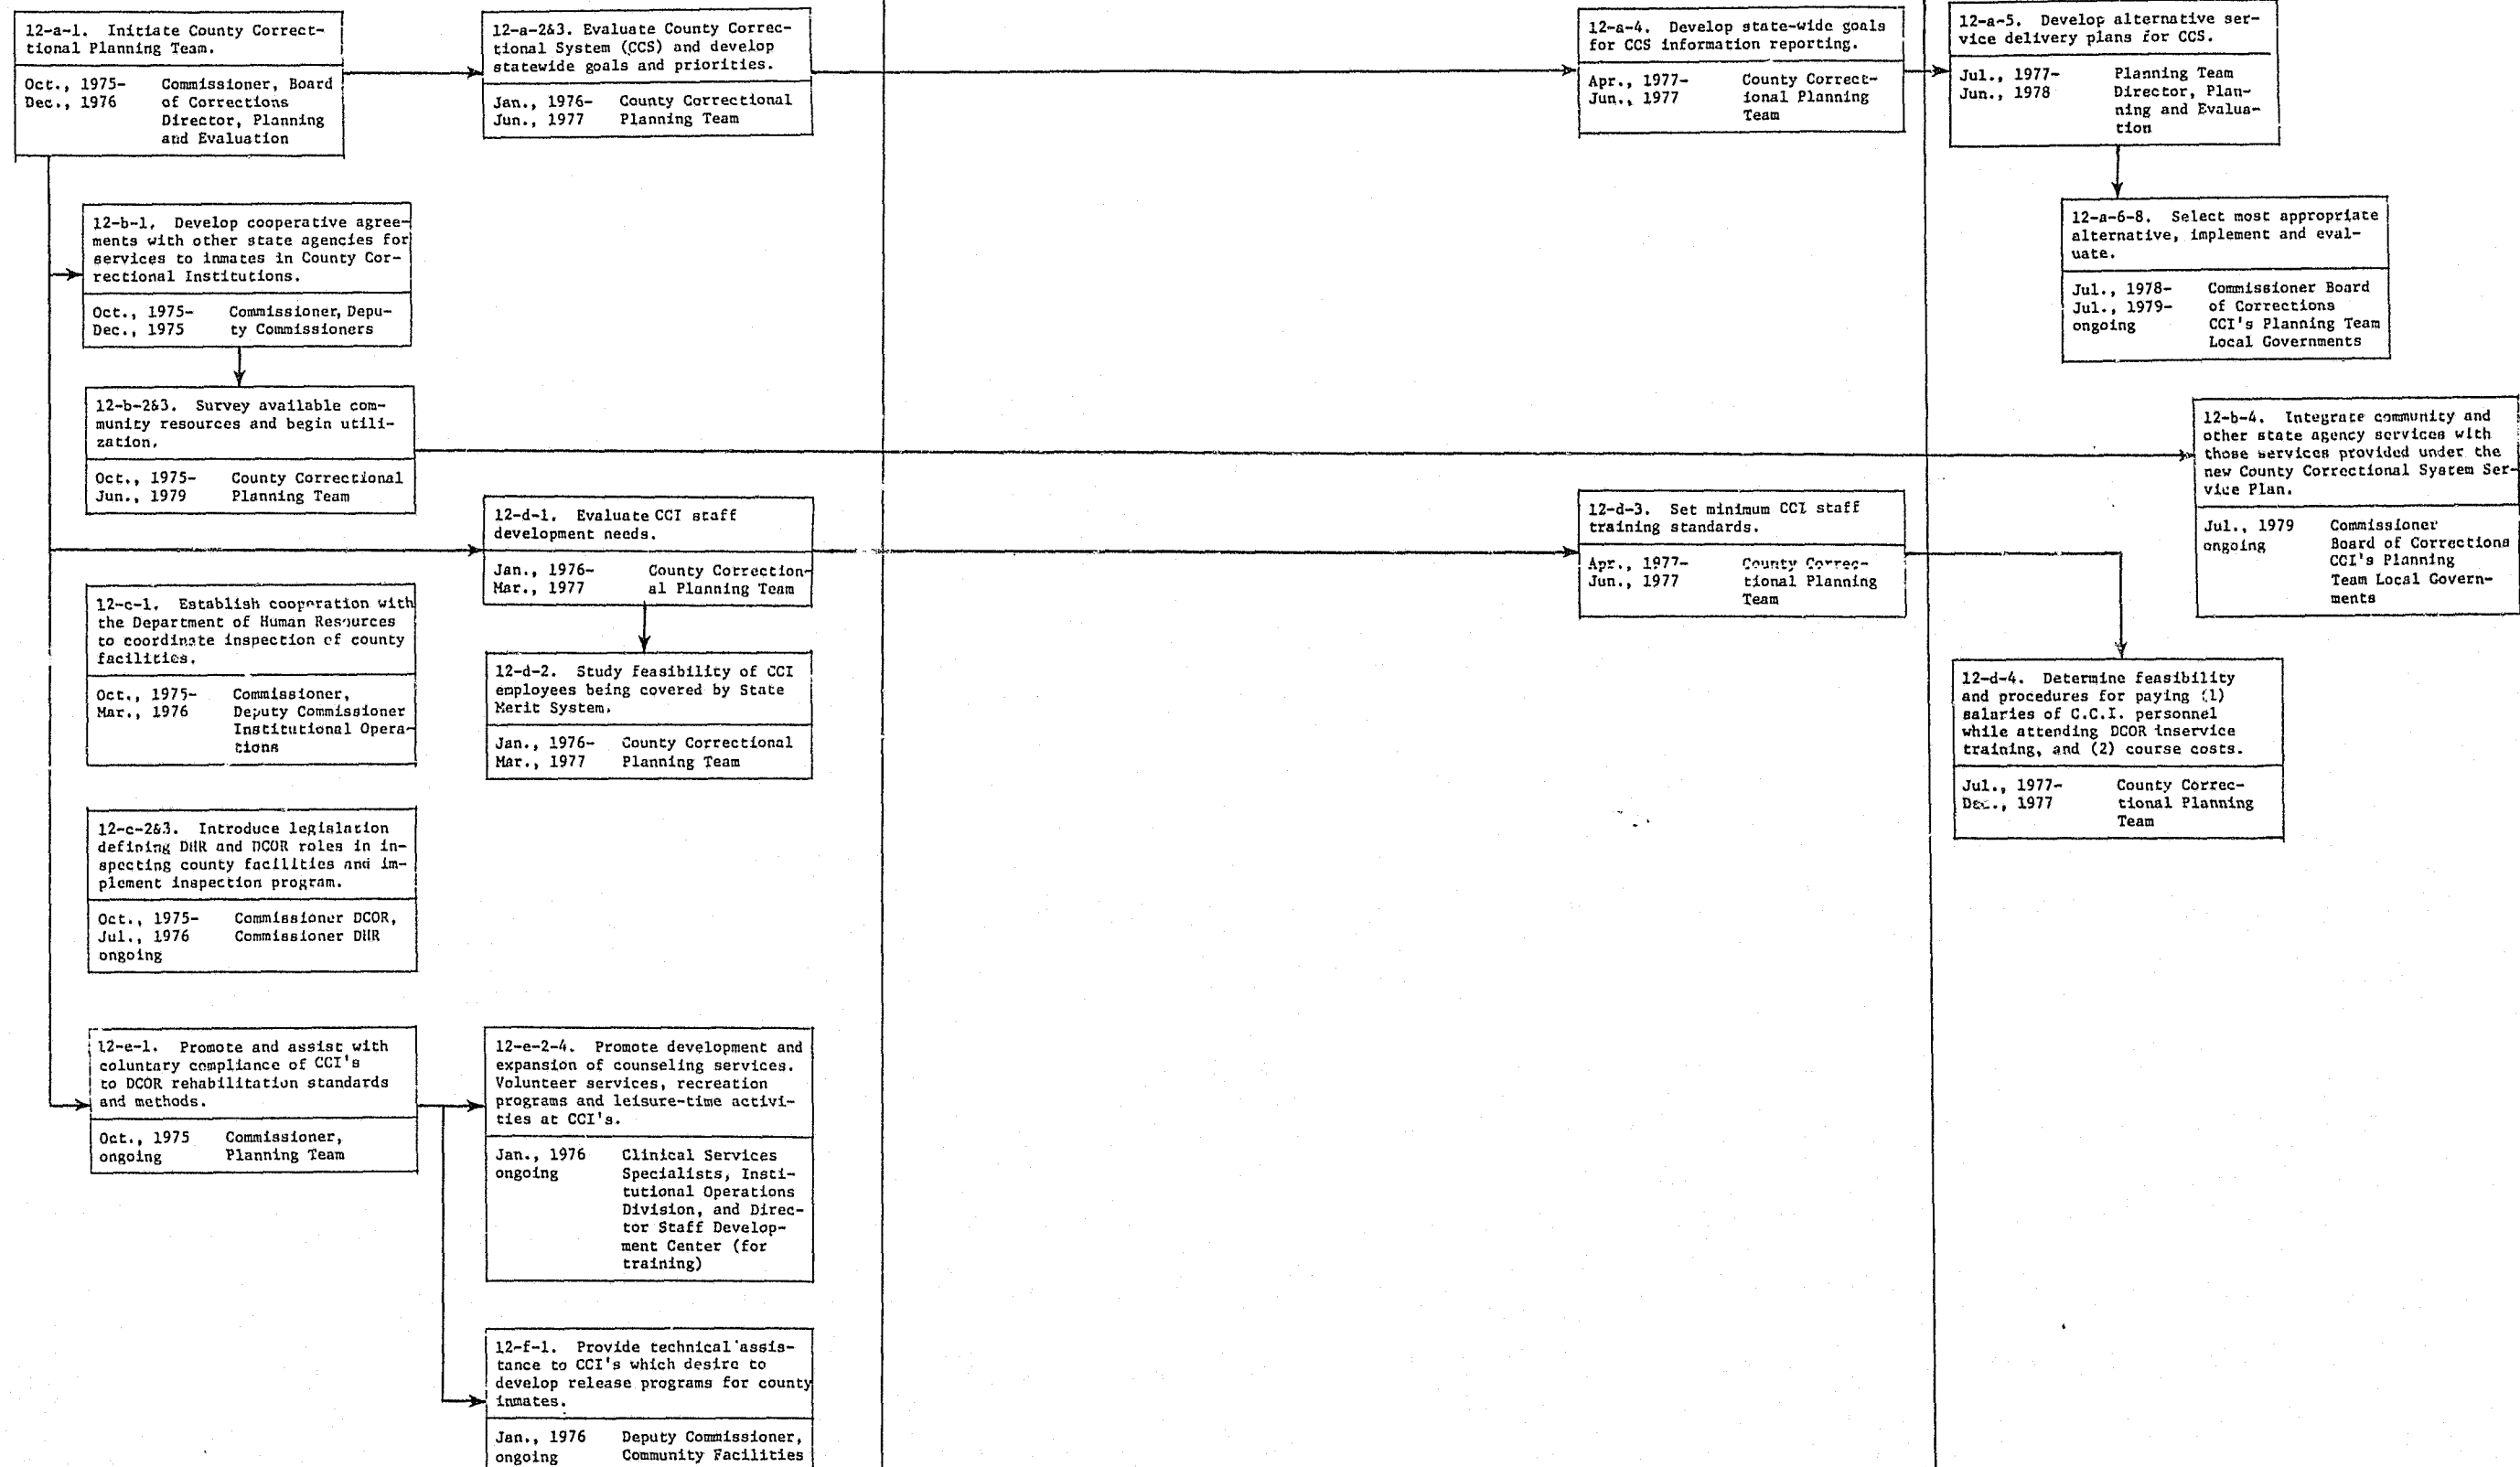 12-a-1. Initiate County Correct-
tional Planning Team.
Oct., 1975- Commissioner, Board
Dec., 1976 of Corrections
Director, Planning
and Evaluation
12-a-2&3. Evaluate County Correc-
tional System (CCS) and develop
statewide goals and priorities.
Jan., 1976- County Correctional
Jun., 1977 Planning Team
12-a-4. Develop state-wide goals
for CCS information reporting.
Apr., 1977- County Correct-
Jun., 1977 ional Planning
Team
12-a-5. Develop alternative ser-
vice delivery plans for CCS.
Jul., 1977- Planning Team
Jun., 1978 Director, Plan-
ning and Evalua-
tion
12-a-6-8. Select most appropriate
alternative, implement and eval-
uate.
Jul., 1978- Commissioner Board
Jul., 1979- of Corrections
ongoing CCI's Planning Team
Local Governments
12-b-1. Develop cooperative agree-
ments with other state agencies for
services to inmates in County Cor-
rectional Institutions.
Oct., 1975- Commissioner, Depu-
Dec., 1975 ty Commissioners
12-b-2&3. Survey available com-
munity resources and begin utili-
zation.
Oct., 1975- County Correctional
Jun., 1979 Planning Team
12-b-4. Integrate community and
other state agency services with
those services provided under the
new County Correctional System Ser-
vice Plan.
Jul., 1979 Commissioner
ongoing Board of Corrections
CCI's Planning
Team Local Govern-
ments
12-d-1. Evaluate CCI staff
development needs.
Jan., 1976- County Correction-
Mar., 1977 al Planning Team
12-d-3. Set minimum CCI staff
training standards.
Apr., 1977- County Correc-
Jun., 1977 tional Planning
Team
12-c-1. Establish cooperation with
the Department of Human Resources
to coordinate inspection of county
facilities.
Oct., 1975- Commissioner,
Mar., 1976 Deputy Commissioner
Institutional Opera-
tions
12-d-2. Study feasibility of CCI
employees being covered by State
Merit System.
Jan., 1976- County Correctional
Mar., 1977 Planning Team
12-d-4. Determine feasibility
and procedures for paying (1)
salaries of C.C.I. personnel
while attending DCOR inservice
training, and (2) course costs.
Jul., 1977- County Correc-
Dec., 1977 tional Planning
Team
12-c-2&3. Introduce legislation
defining DHR and DCOR roles in in-
specting county facilities and im-
plement inspection program.
Oct., 1975- Commissioner DCOR,
Jul., 1976 Commissioner DHR
ongoing
12-e-1. Promote and assist with
coluntary compliance of CCI's
to DCOR rehabilitation standards
and methods.
Oct., 1975 Commissioner,
ongoing Planning Team
12-e-2-4. Promote development and
expansion of counseling services.
Volunteer services, recreation
programs and leisure-time activi-
ties at CCI's.
Jan., 1976 Clinical Services
ongoing Specialists, Insti-
tutional Operations
Division, and Direc-
tor Staff Develop-
ment Center (for
training)
12-f-1. Provide technical assis-
tance to CCI's which desire to
develop release programs for county
inmates.
Jan., 1976 Deputy Commissioner,
ongoing Community Facilities